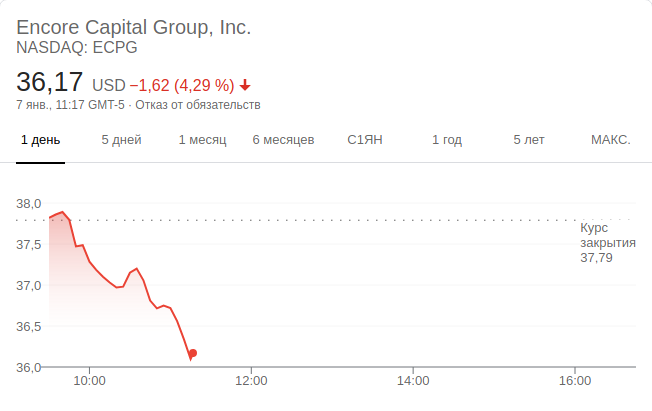 Encore Capital Group, Inc.
NASDAQ: ECPG
36,17 USD −1,62 (4,29 %)
7 янв., 11:17 GMT-5 · Отказ от обязательств
1 день 5 дней 1 месяц 6 месяцев С1ЯН 1 год 5 лет МАКС.
38,0
Курс
37,5
закрытия
37,79
37,0
36,5
36,0
10:00 12:00 14:00 16:00